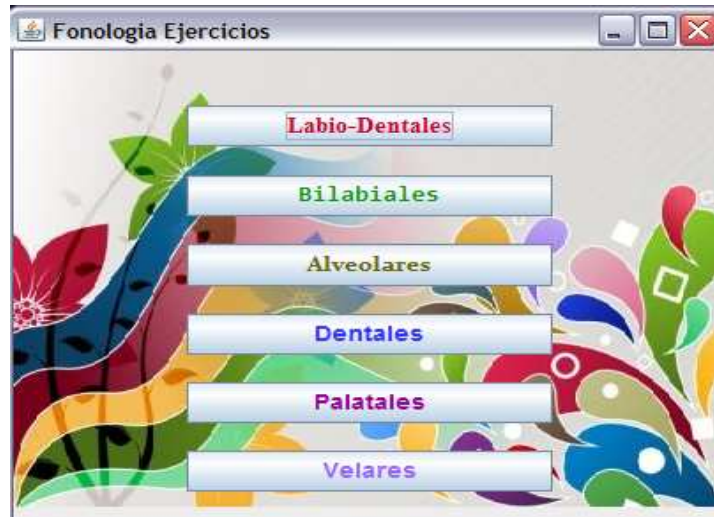 Fonologia Ejercicios
Labio-Dentales
Bilabiales
Alveolares
Dentales
Palatales
Velares